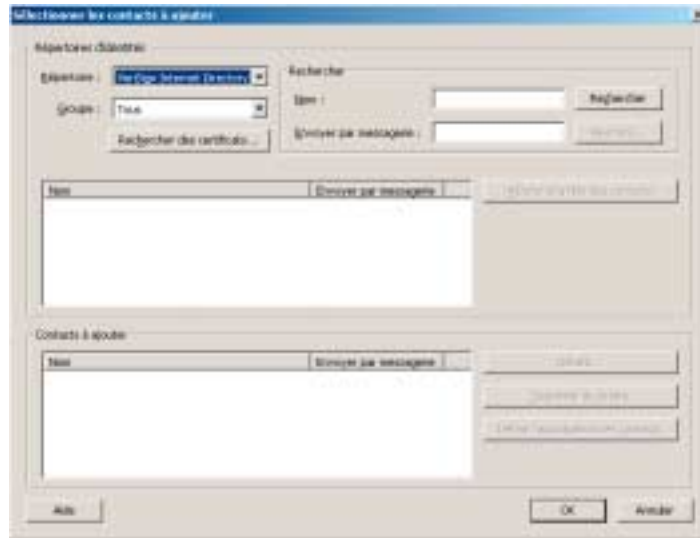 Sélectionner les contacts à ajouter
Répertoires d'identités
Répertoire : VeriSign Internet Directory
Groupe : Tous
Rechercher des certificats...
Rechercher
Nom :
Rechercher
Envoyer par messagerie :
Nom
Envoyer par messagerie
Contacts à ajouter
Nom
Envoyer par messagerie
Aide
OK
Annuler